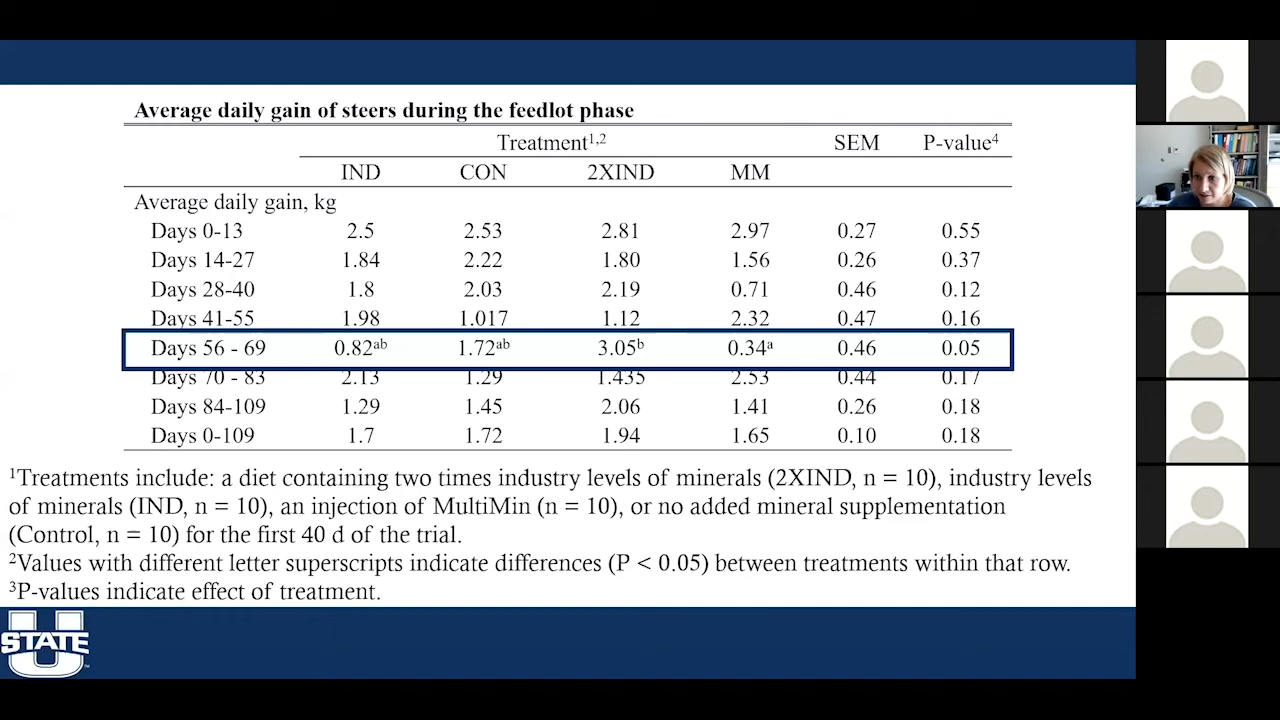 Average daily gain of steers during the feedlot phase
Treatment1,2 SEM P-value4
IND CON 2XIND MM
Average daily gain, kg
Days 0-13 2.5 2.53 2.81 2.97 0.27 0.55
Days 14-27 1.84 2.22 1.80 1.56 0.26 0.37
Days 28-40 1.8 2.03 2.19 0.71 0.46 0.12
Days 41-55 1.98 1.017 1.12 2.32 0.47 0.16
Days 56 - 69 0.82ab 1.72ab 3.05b 0.34a 0.46 0.05
Days 70 - 83 2.13 1.29 1.435 2.53 0.44 0.17
Days 84-109 1.29 1.45 2.06 1.41 0.26 0.18
Days 0-109 1.7 1.72 1.94 1.65 0.10 0.18
1Treatments include: a diet containing two times industry levels of minerals (2XIND, n = 10), industry levels
of minerals (IND, n = 10), an injection of MultiMin (n = 10), or no added mineral supplementation
(Control, n = 10) for the first 40 d of the trial.
2Values with different letter superscripts indicate differences (P < 0.05) between treatments within that row.
3P-values indicate effect of treatment.
U
STATE